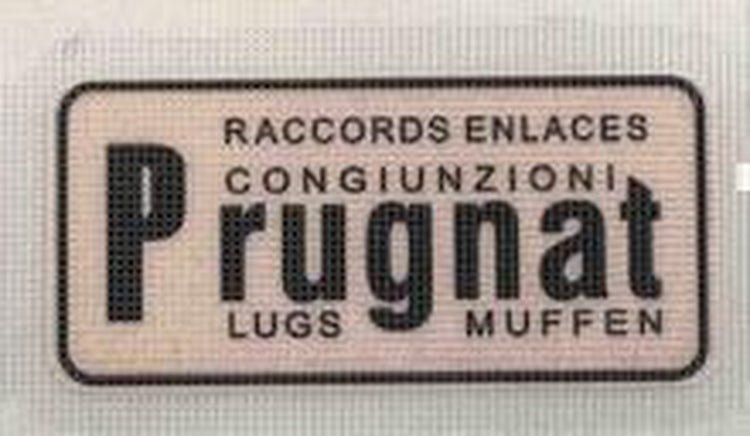 RACCORDS ENLACES
CONGIUNZIONI
Prugnat
LUGS MUFFEN